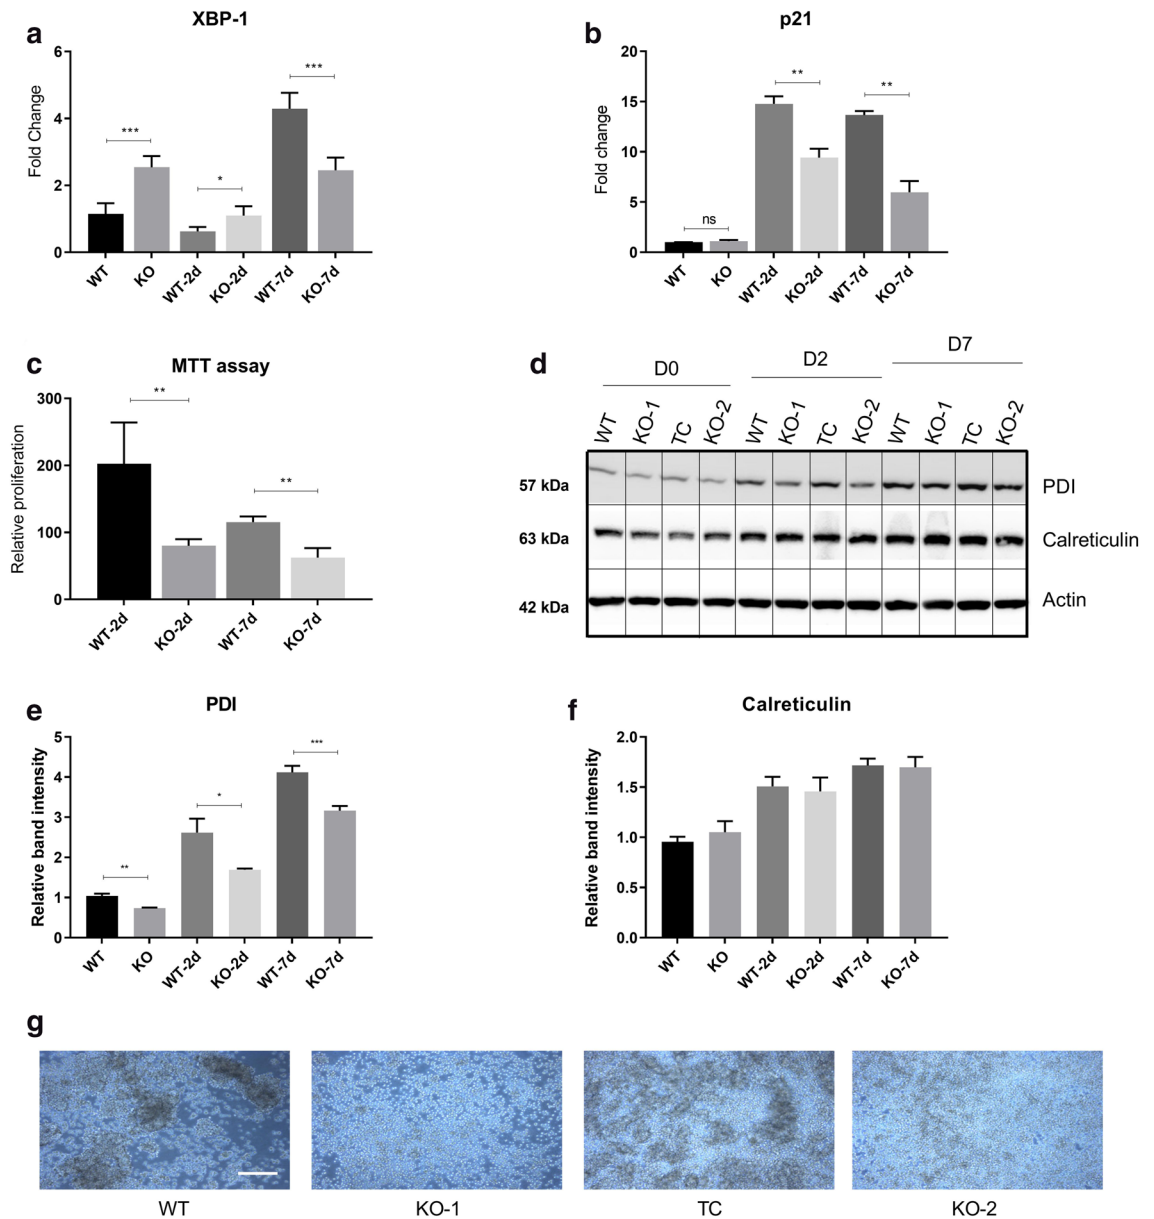 a
XBP-1
Fold Change
6
4
2
0
***
*
***
WT
KO
WT-2d
KO-2d
WT-7d
KO-7d
b
p21
Fold change
20
15
10
5
0
ns
**
**
WT
KO
WT-2d
KO-2d
WT-7d
KO-7d
c
MTT assay
Relative proliferation
300
200
100
0
**
**
WT-2d
KO-2d
WT-7d
KO-7d
d
D0
D2
D7
WT
KO-1
TC
KO-2
WT
KO-1
TC
KO-2
WT
KO-1
TC
KO-2
57 kDa
PDI
63 kDa
Calreticulin
42 kDa
Actin
e
PDI
Relative band intensity
5
4
3
2
1
0
**
*
***
WT
KO
WT-2d
KO-2d
WT-7d
KO-7d
f
Calreticulin
Relative band intensity
2.0
1.5
1.0
0.5
0.0
WT
KO
WT-2d
KO-2d
WT-7d
KO-7d
g
WT
KO-1
TC
KO-2